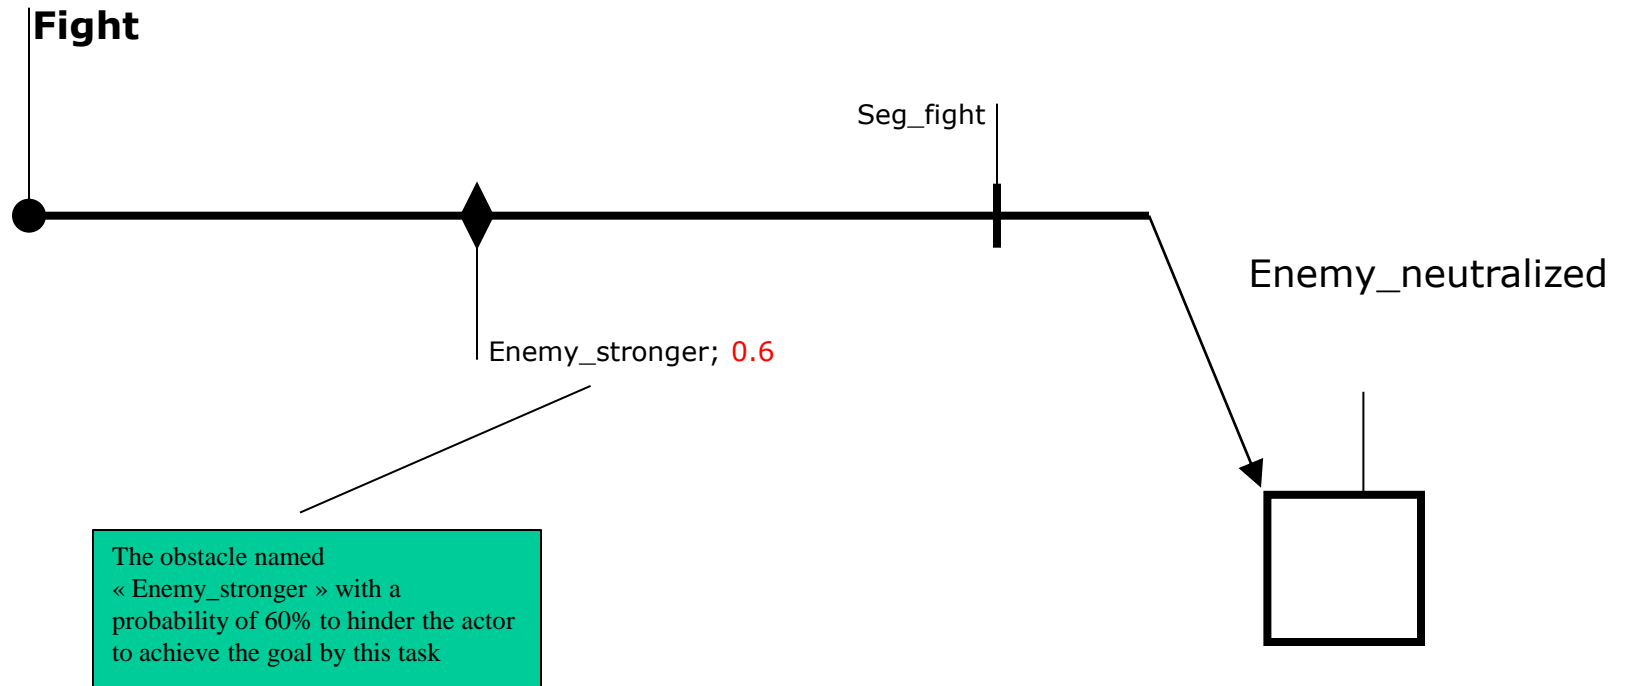 Fight
Seg_fight
Enemy_neutralized
Enemy_stronger; 0.6
The obstacle named
« Enemy_stronger » with a
probability of 60% to hinder the actor
to achieve the goal by this task